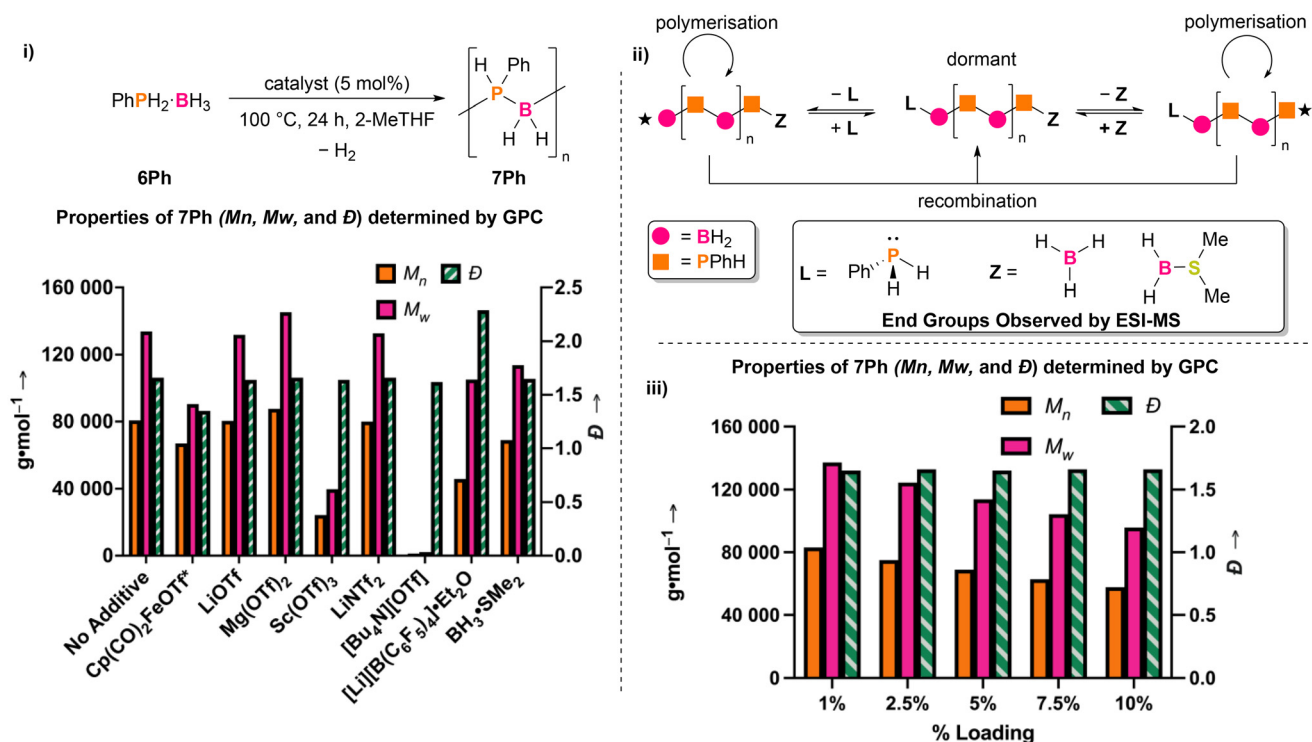 i)
PhPH₂·BH₃
6Ph
catalyst (5 mol%)
100 °C, 24 h, 2-MeTHF
− H₂
H
Ph
P
B
H
H
n
7Ph
Properties of 7Ph (Mn, Mw, and Đ) determined by GPC
Mn
Đ
Mw
g•mol⁻¹ →
160 000
120 000
80 000
40 000
0
2.5
2.0
1.5
1.0
0.5
0.0
Đ →
No Additive
Cp(CO)₂FeOTf*
LiOTf
Mg(OTf)₂
Sc(OTf)₃
LiNTf₂
[Bu₄N][OTf]
[Li][B(C₆F₅)₄]•Et₂O
BH₃•SMe₂
ii)
polymerisation
dormant
polymerisation
★
n
Z
− L
+ L
L
n
Z
− Z
+ Z
L
n
★
recombination
= BH₂
= PPhH
L =
Ph
P
H
H
Z =
H
H
B
H
H
B
H
S
Me
Me
End Groups Observed by ESI-MS
iii)
Properties of 7Ph (Mn, Mw, and Đ) determined by GPC
Mn
Đ
Mw
g•mol⁻¹ →
160 000
120 000
80 000
40 000
0
2.0
1.5
1.0
0.5
0.0
Đ →
1%
2.5%
5%
7.5%
10%
% Loading